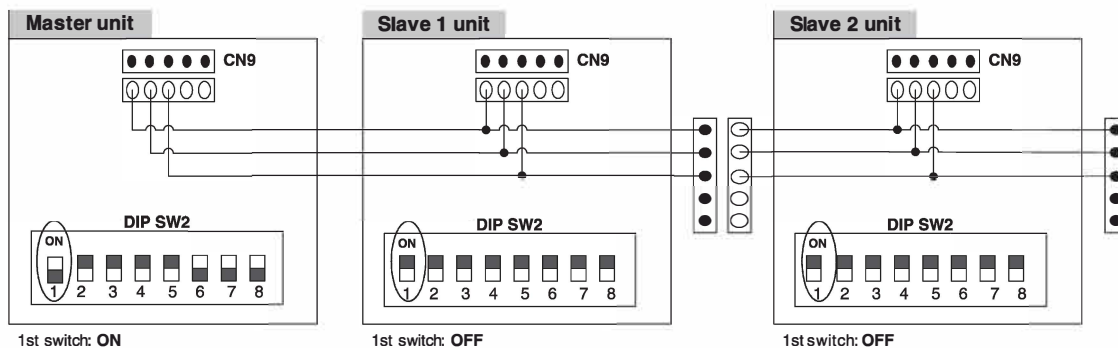 Master unit
CN9
DIP SW2
ON
1 2 3 4 5 6 7 8
1st switch: ON
Slave 1 unit
CN9
DIP SW2
ON
1 2 3 4 5 6 7 8
1st switch: OFF
Slave 2 unit
CN9
DIP SW2
ON
1 2 3 4 5 6 7 8
1st switch: OFF